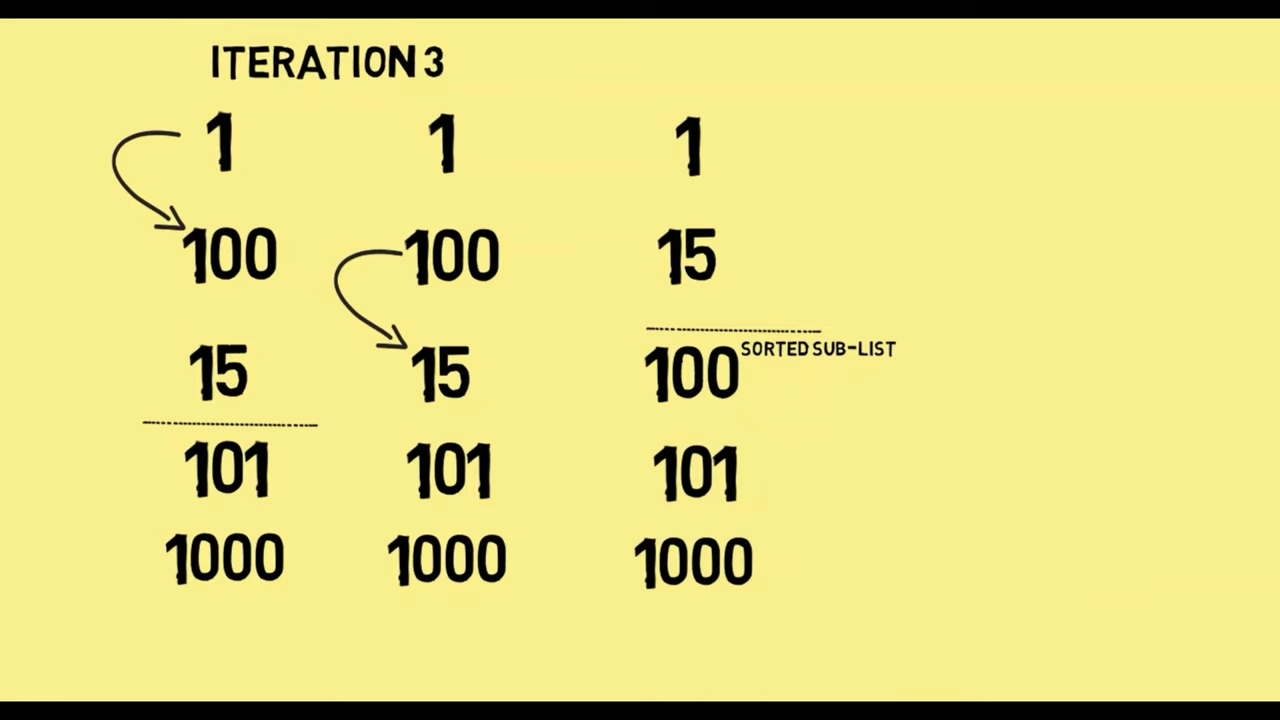 ITERATION 3
1 1 1
100 100 15
15 15 100 SORTED SUB-LIST
101 101 101
1000 1000 1000